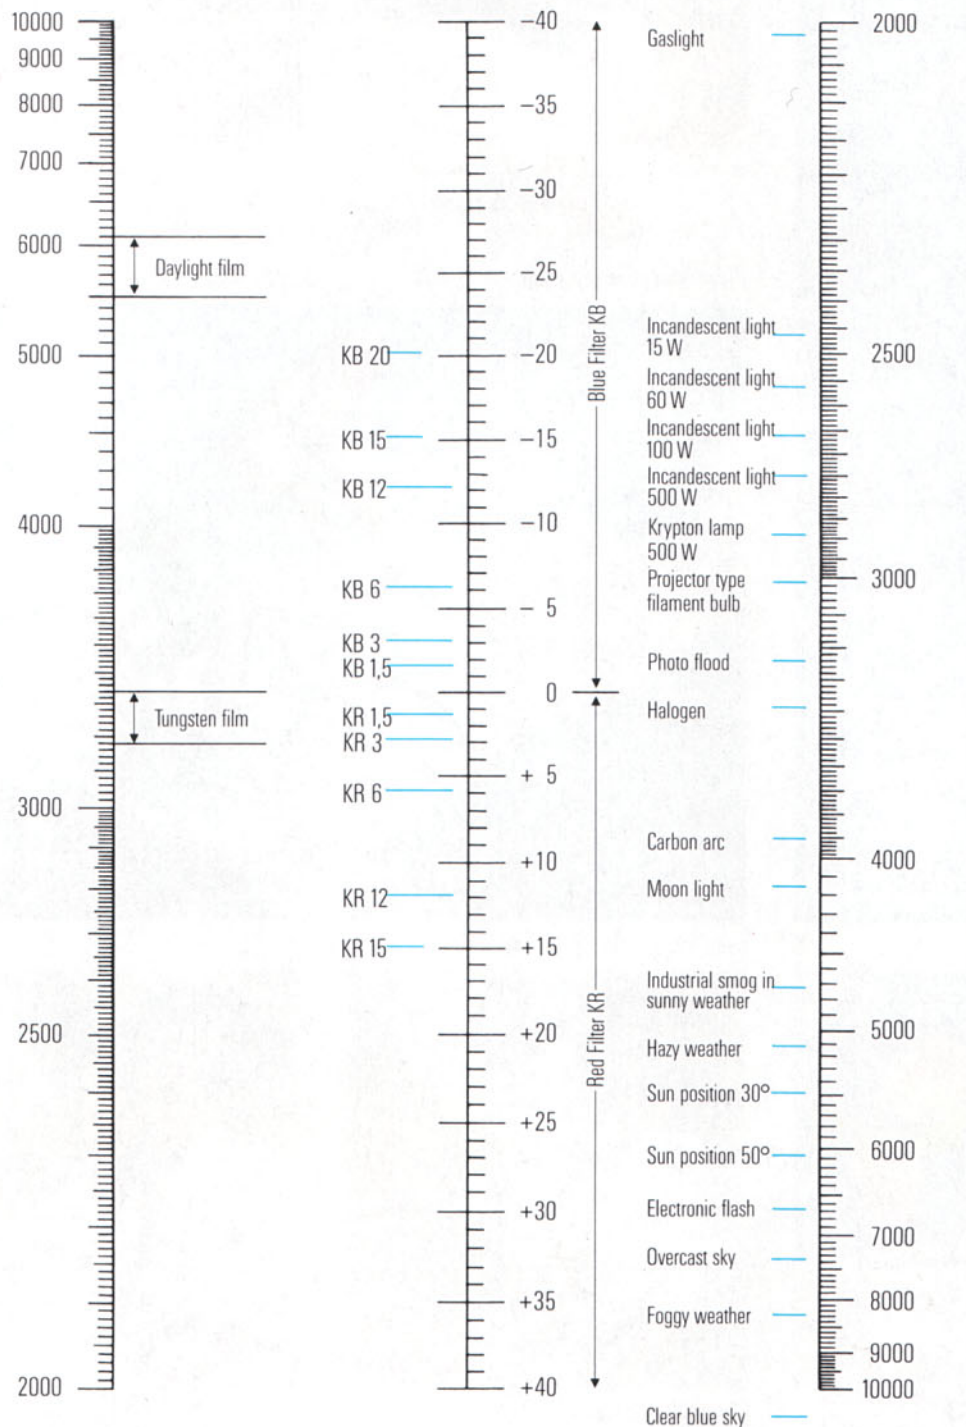 10000
9000
8000
7000
6000
5000
4000
3000
2500
2000
Daylight film
Tungsten film
KB 20
KB 15
KB 12
KB 6
KB 3
KB 1,5
KR 1,5
KR 3
KR 6
KR 12
KR 15
–40
–35
–30
–25
–20
–15
–10
– 5
0
+ 5
+10
+15
+20
+25
+30
+35
+40
Blue Filter KB
Red Filter KR
Gaslight
Incandescent light
15 W
Incandescent light
60 W
Incandescent light
100 W
Incandescent light
500 W
Krypton lamp
500 W
Projector type
filament bulb
Photo flood
Halogen
Carbon arc
Moon light
Industrial smog in
sunny weather
Hazy weather
Sun position 30°
Sun position 50°
Electronic flash
Overcast sky
Foggy weather
Clear blue sky
2000
2500
3000
4000
5000
6000
7000
8000
9000
10000